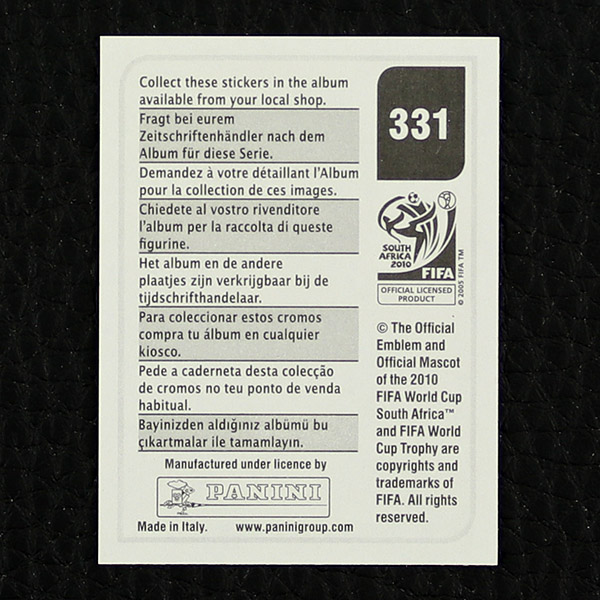 Collect these stickers in the album
available from your local shop.
Fragt bei eurem
Zeitschriftenhändler nach dem
Album für diese Serie.
Demandez à votre détaillant l'Album
pour la collection de ces images.
Chiedete al vostro rivenditore
l'album per la raccolta di queste
figurine.
Het album en de andere
plaatjes zijn verkrijgbaar bij de
tijdschrifthandelaar.
Para coleccionar estos cromos
compra tu álbum en cualquier
kiosco.
Pede a caderneta desta colecção
de cromos no teu ponto de venda
habitual.
Bayinizden aldığınız albümü bu
çıkartmalar ile tamamlayın.
Manufactured under licence by
PANINI
Made in Italy. www.paninigroup.com
331
SOUTH
AFRICA
2010
FIFA
OFFICIAL LICENSED
PRODUCT
© 2005 FIFA TM
© The Official
Emblem and
Official Mascot
of the 2010
FIFA World Cup
South Africa™
and FIFA World
Cup Trophy are
copyrights and
trademarks of
FIFA. All rights
reserved.